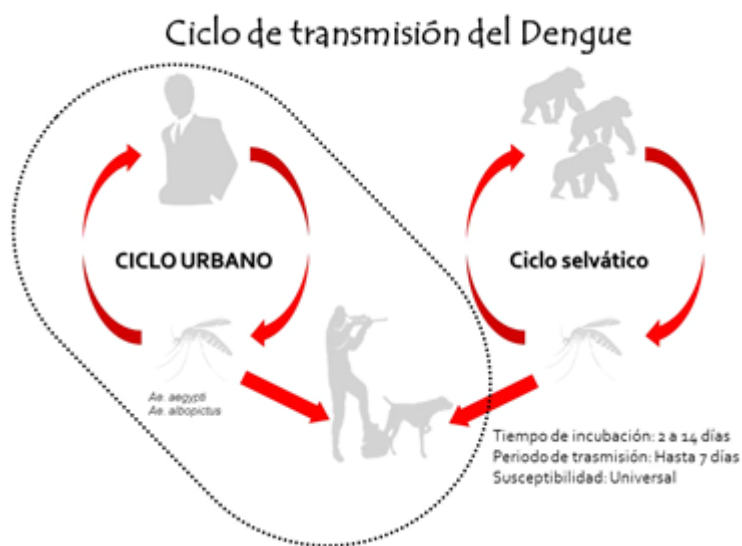 Ciclo de transmisión del Dengue
CICLO URBANO
Ciclo selvático
Ae. aegypti
Ae. albopictus
Tiempo de incubación: 2 a 14 días
Periodo de trasmisión: Hasta 7 días
Susceptibilidad: Universal